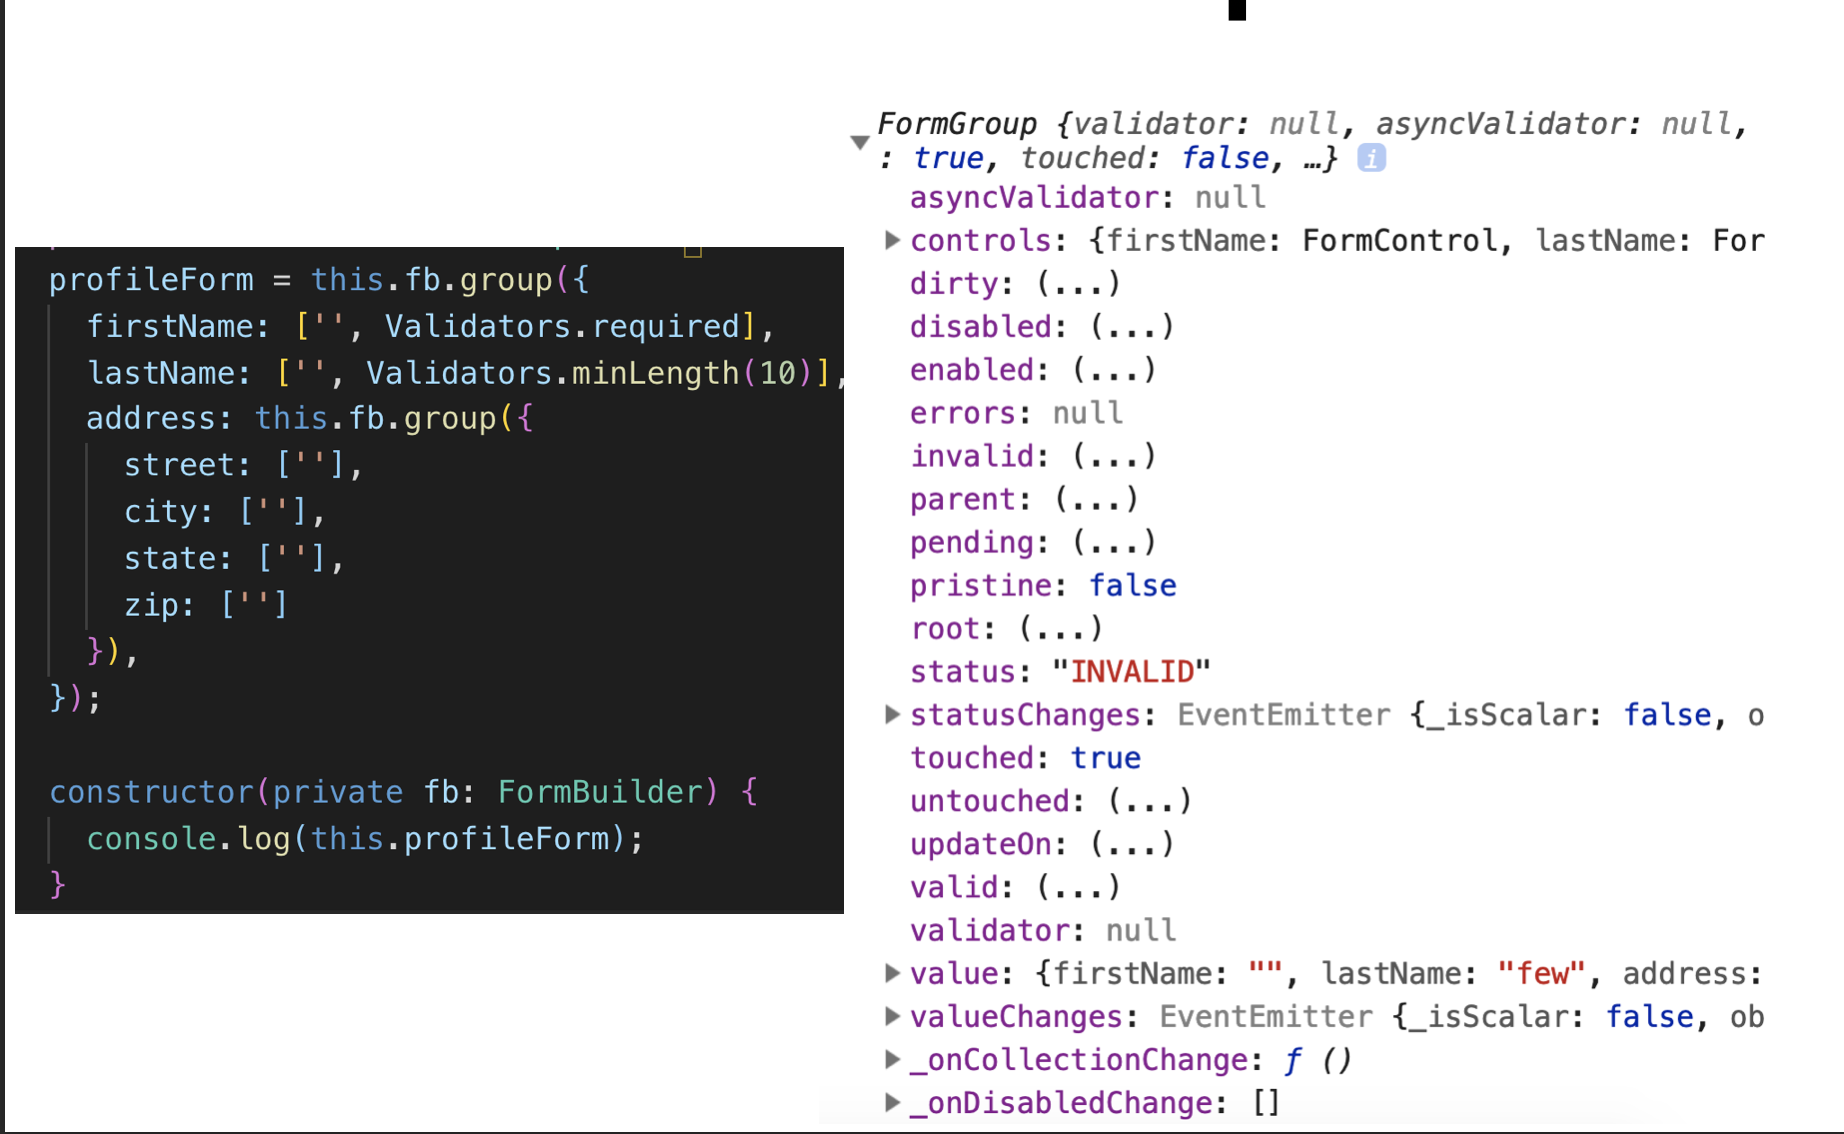 profileForm = this.fb.group({
firstName: ['', Validators.required],
lastName: ['', Validators.minLength(10)],
address: this.fb.group({
street: [''],
city: [''],
state: [''],
zip: ['']
}),
});
constructor(private fb: FormBuilder) {
console.log(this.profileForm);
}
FormGroup {validator: null, asyncValidator: null,
: true, touched: false, …} i
asyncValidator: null
controls: {firstName: FormControl, lastName: For
dirty: (...)
disabled: (...)
enabled: (...)
errors: null
invalid: (...)
parent: (...)
pending: (...)
pristine: false
root: (...)
status: "INVALID"
statusChanges: EventEmitter {_isScalar: false, o
touched: true
untouched: (...)
updateOn: (...)
valid: (...)
validator: null
value: {firstName: "", lastName: "few", address:
valueChanges: EventEmitter {_isScalar: false, ob
_onCollectionChange: ƒ ()
_onDisabledChange: []